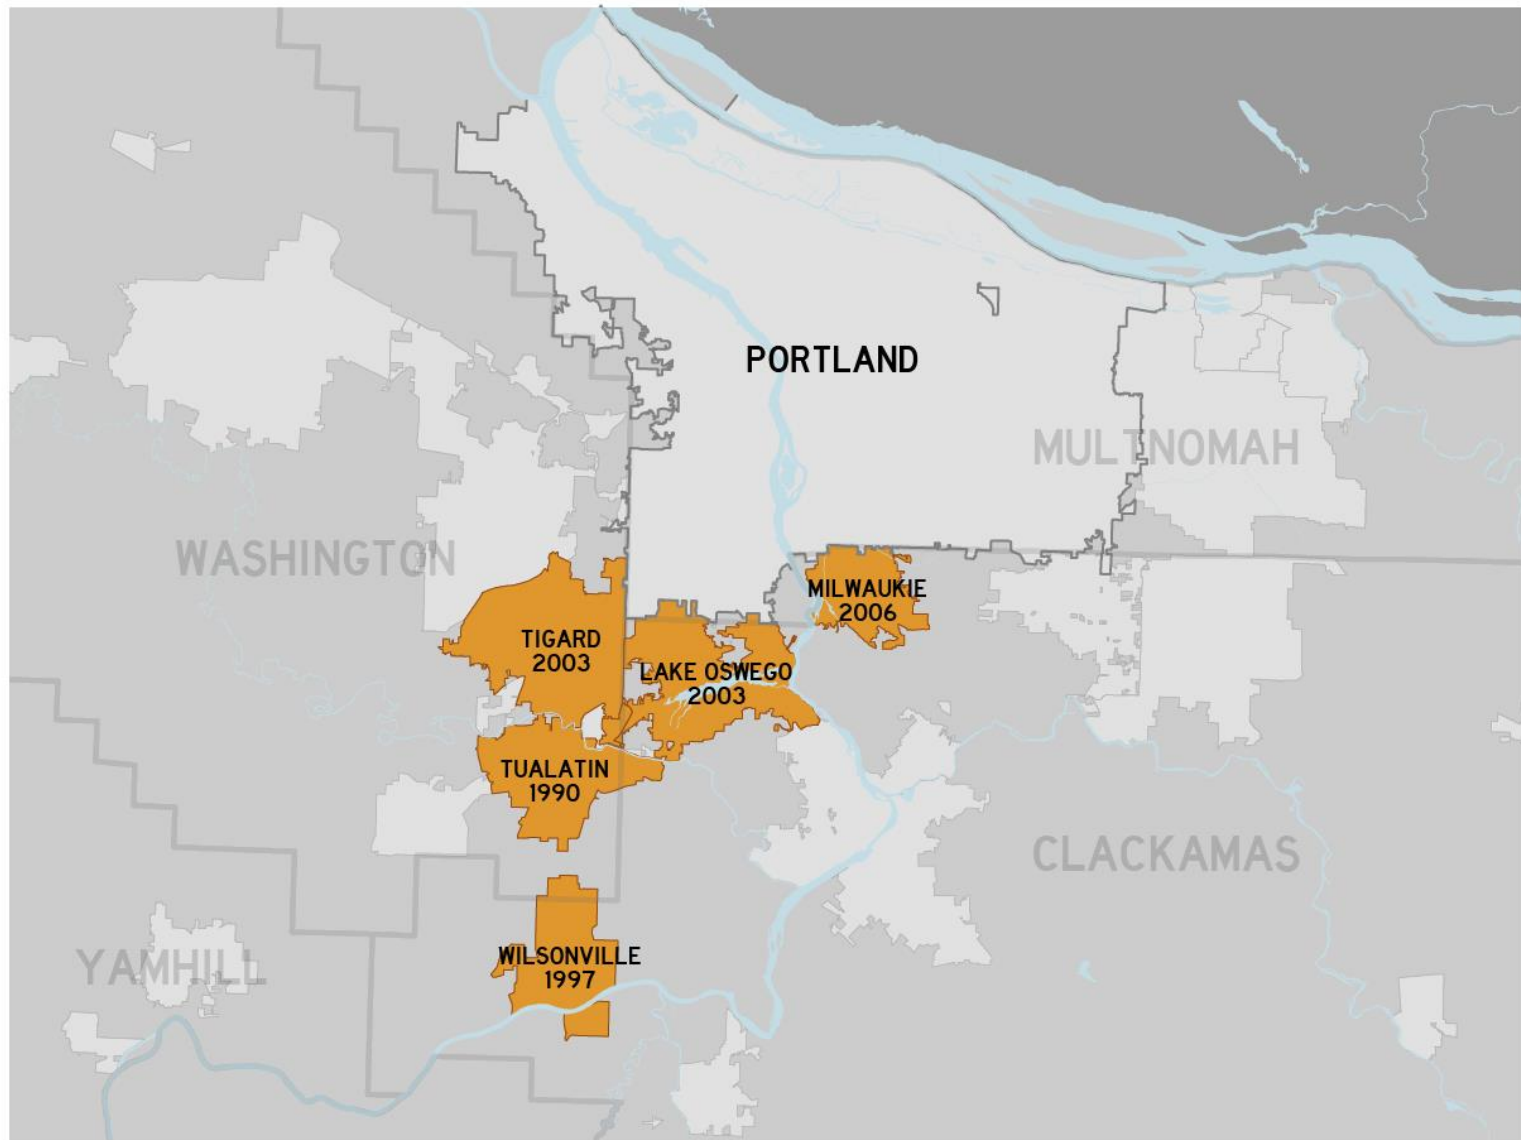 PORTLAND
MULTNOMAH
WASHINGTON
MILWAUKIE
2006
TIGARD
2003
LAKE OSWEGO
2003
TUALATIN
1990
CLACKAMAS
YAMHILL
WILSONVILLE
1997